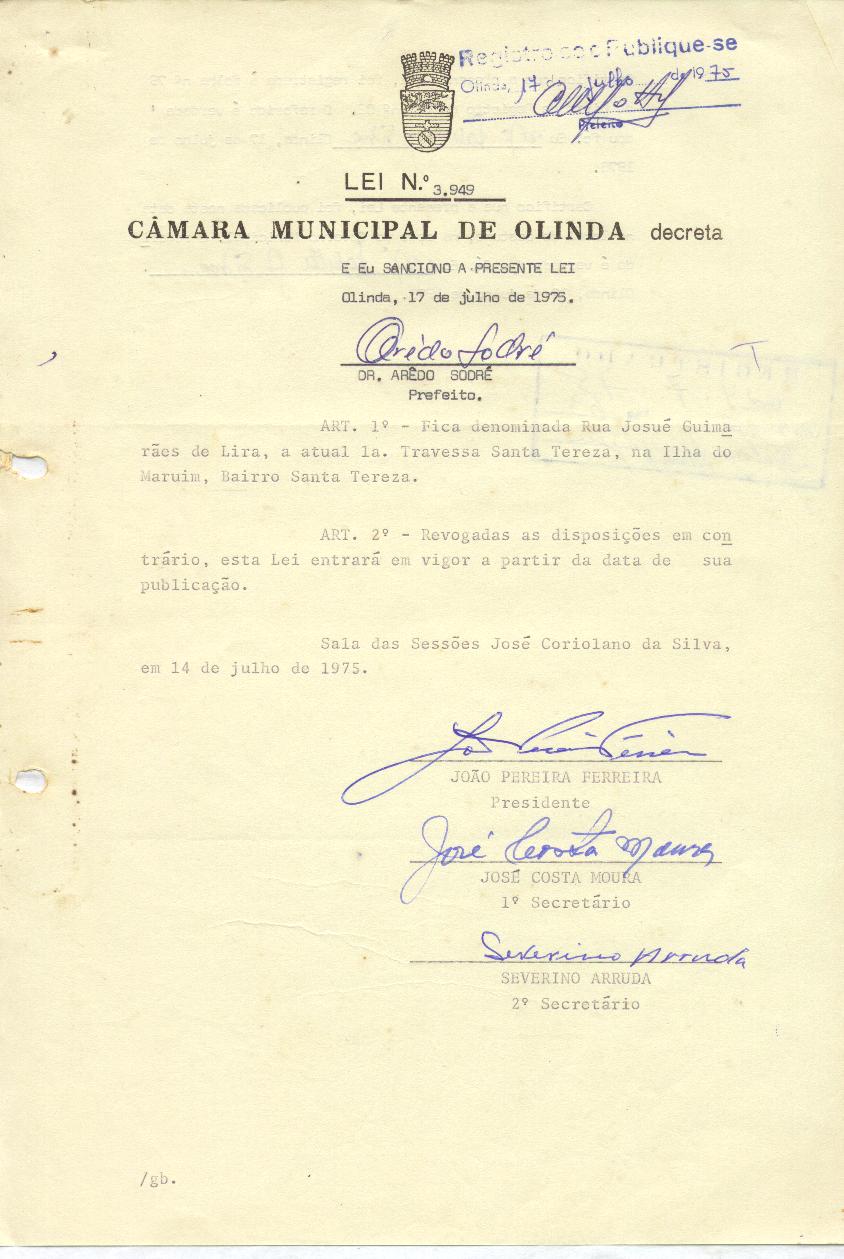 Registre-se e Publique-se
Olinda, 17 de julho de 1975
Prefeito
LEI N.º 3.949
CÂMARA MUNICIPAL DE OLINDA decreta
E Eu SANCIONO A PRESENTE LEI
Olinda, 17 de julho de 1975.
Arêdo Sodré
DR. ARÊDO SODRÉ
Prefeito.
ART. 1º - Fica denominada Rua Josué Guima
rães de Lira, a atual 1a. Travessa Santa Tereza, na Ilha do
Maruim, Bairro Santa Tereza.
ART. 2º - Revogadas as disposições em con
trário, esta Lei entrará em vigor a partir da data de sua
publicação.
Sala das Sessões José Coriolano da Silva,
em 14 de julho de 1975.
JOÃO PEREIRA FERREIRA
Presidente
José Costa Moura
JOSÉ COSTA MOURA
1º Secretário
Severino Arruda
SEVERINO ARRUDA
2º Secretário
/gb.